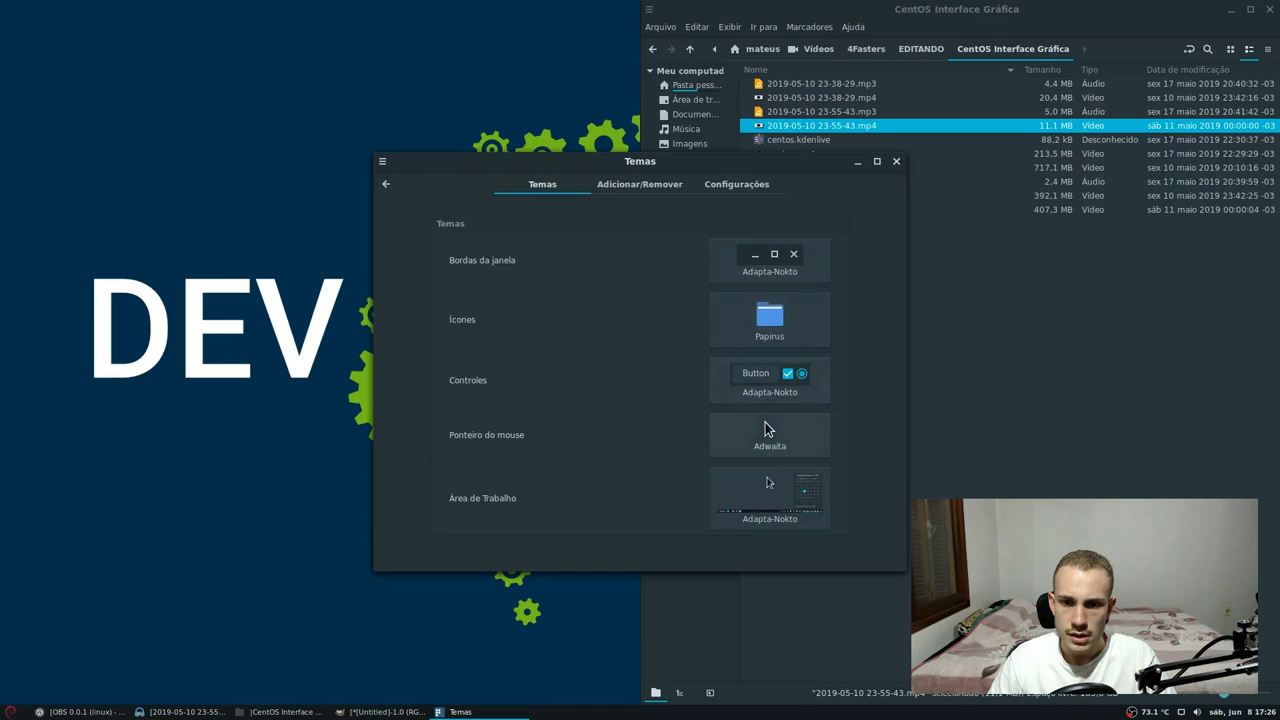 DEV
CentOS Interface Gráfica
Arquivo Editar Exibir Ir para Marcadores Ajuda
mateus Vídeos 4Fasters EDITANDO CentOS Interface Gráfica
Meu computad
Pasta pess...
Área de tr...
Documen...
Música
Imagens
Nome Tamanho Tipo Data de modificação
2019-05-10 23-38-29.mp3 4,4 MB Áudio sex 17 maio 2019 20:40:32 -03
2019-05-10 23-38-29.mp4 20,4 MB Vídeo sex 10 maio 2019 23:42:16 -03
2019-05-10 23-55-43.mp3 5,0 MB Áudio sex 17 maio 2019 20:41:42 -03
2019-05-10 23-55-43.mp4 11,1 MB Vídeo sáb 11 maio 2019 00:00:00 -03
centos.kdenlive 88,2 kB Desconhecido sex 17 maio 2019 22:30:37 -03
213,5 MB Vídeo sex 17 maio 2019 22:29:29 -03
717,1 MB Vídeo sex 17 maio 2019 20:10:16 -03
2,4 MB Áudio sex 17 maio 2019 20:39:59 -03
392,1 MB Vídeo sex 10 maio 2019 23:42:25 -03
407,3 MB Vídeo sáb 11 maio 2019 00:00:04 -03
Temas
Temas Adicionar/Remover Configurações
Temas
Bordas da janela
Adapta-Nokto
Ícones
Papirus
Controles
Button
Adapta-Nokto
Ponteiro do mouse
Adwaita
Área de Trabalho
Adapta-Nokto
"2019-05-10 23-55-43.mp4"
[OBS 0.0.1 (linux) - ... [2019-05-10 23-55... [CentOS Interface ... [*[Untitled]-1.0 (RG... Temas
73.1 °C sáb, jun 8 17:26